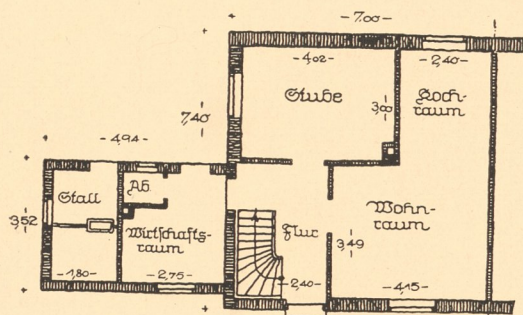 -7.00-
-4,02-
-2,40-
Stube
3,00
Koch-
raum
7,40
-4,94-
Stall
Ab.
3,52
Wirtschafts-
raum
Flur
Wohn-
raum
3,49
-1,80-
-2,75-
-2,40-
-4,15-